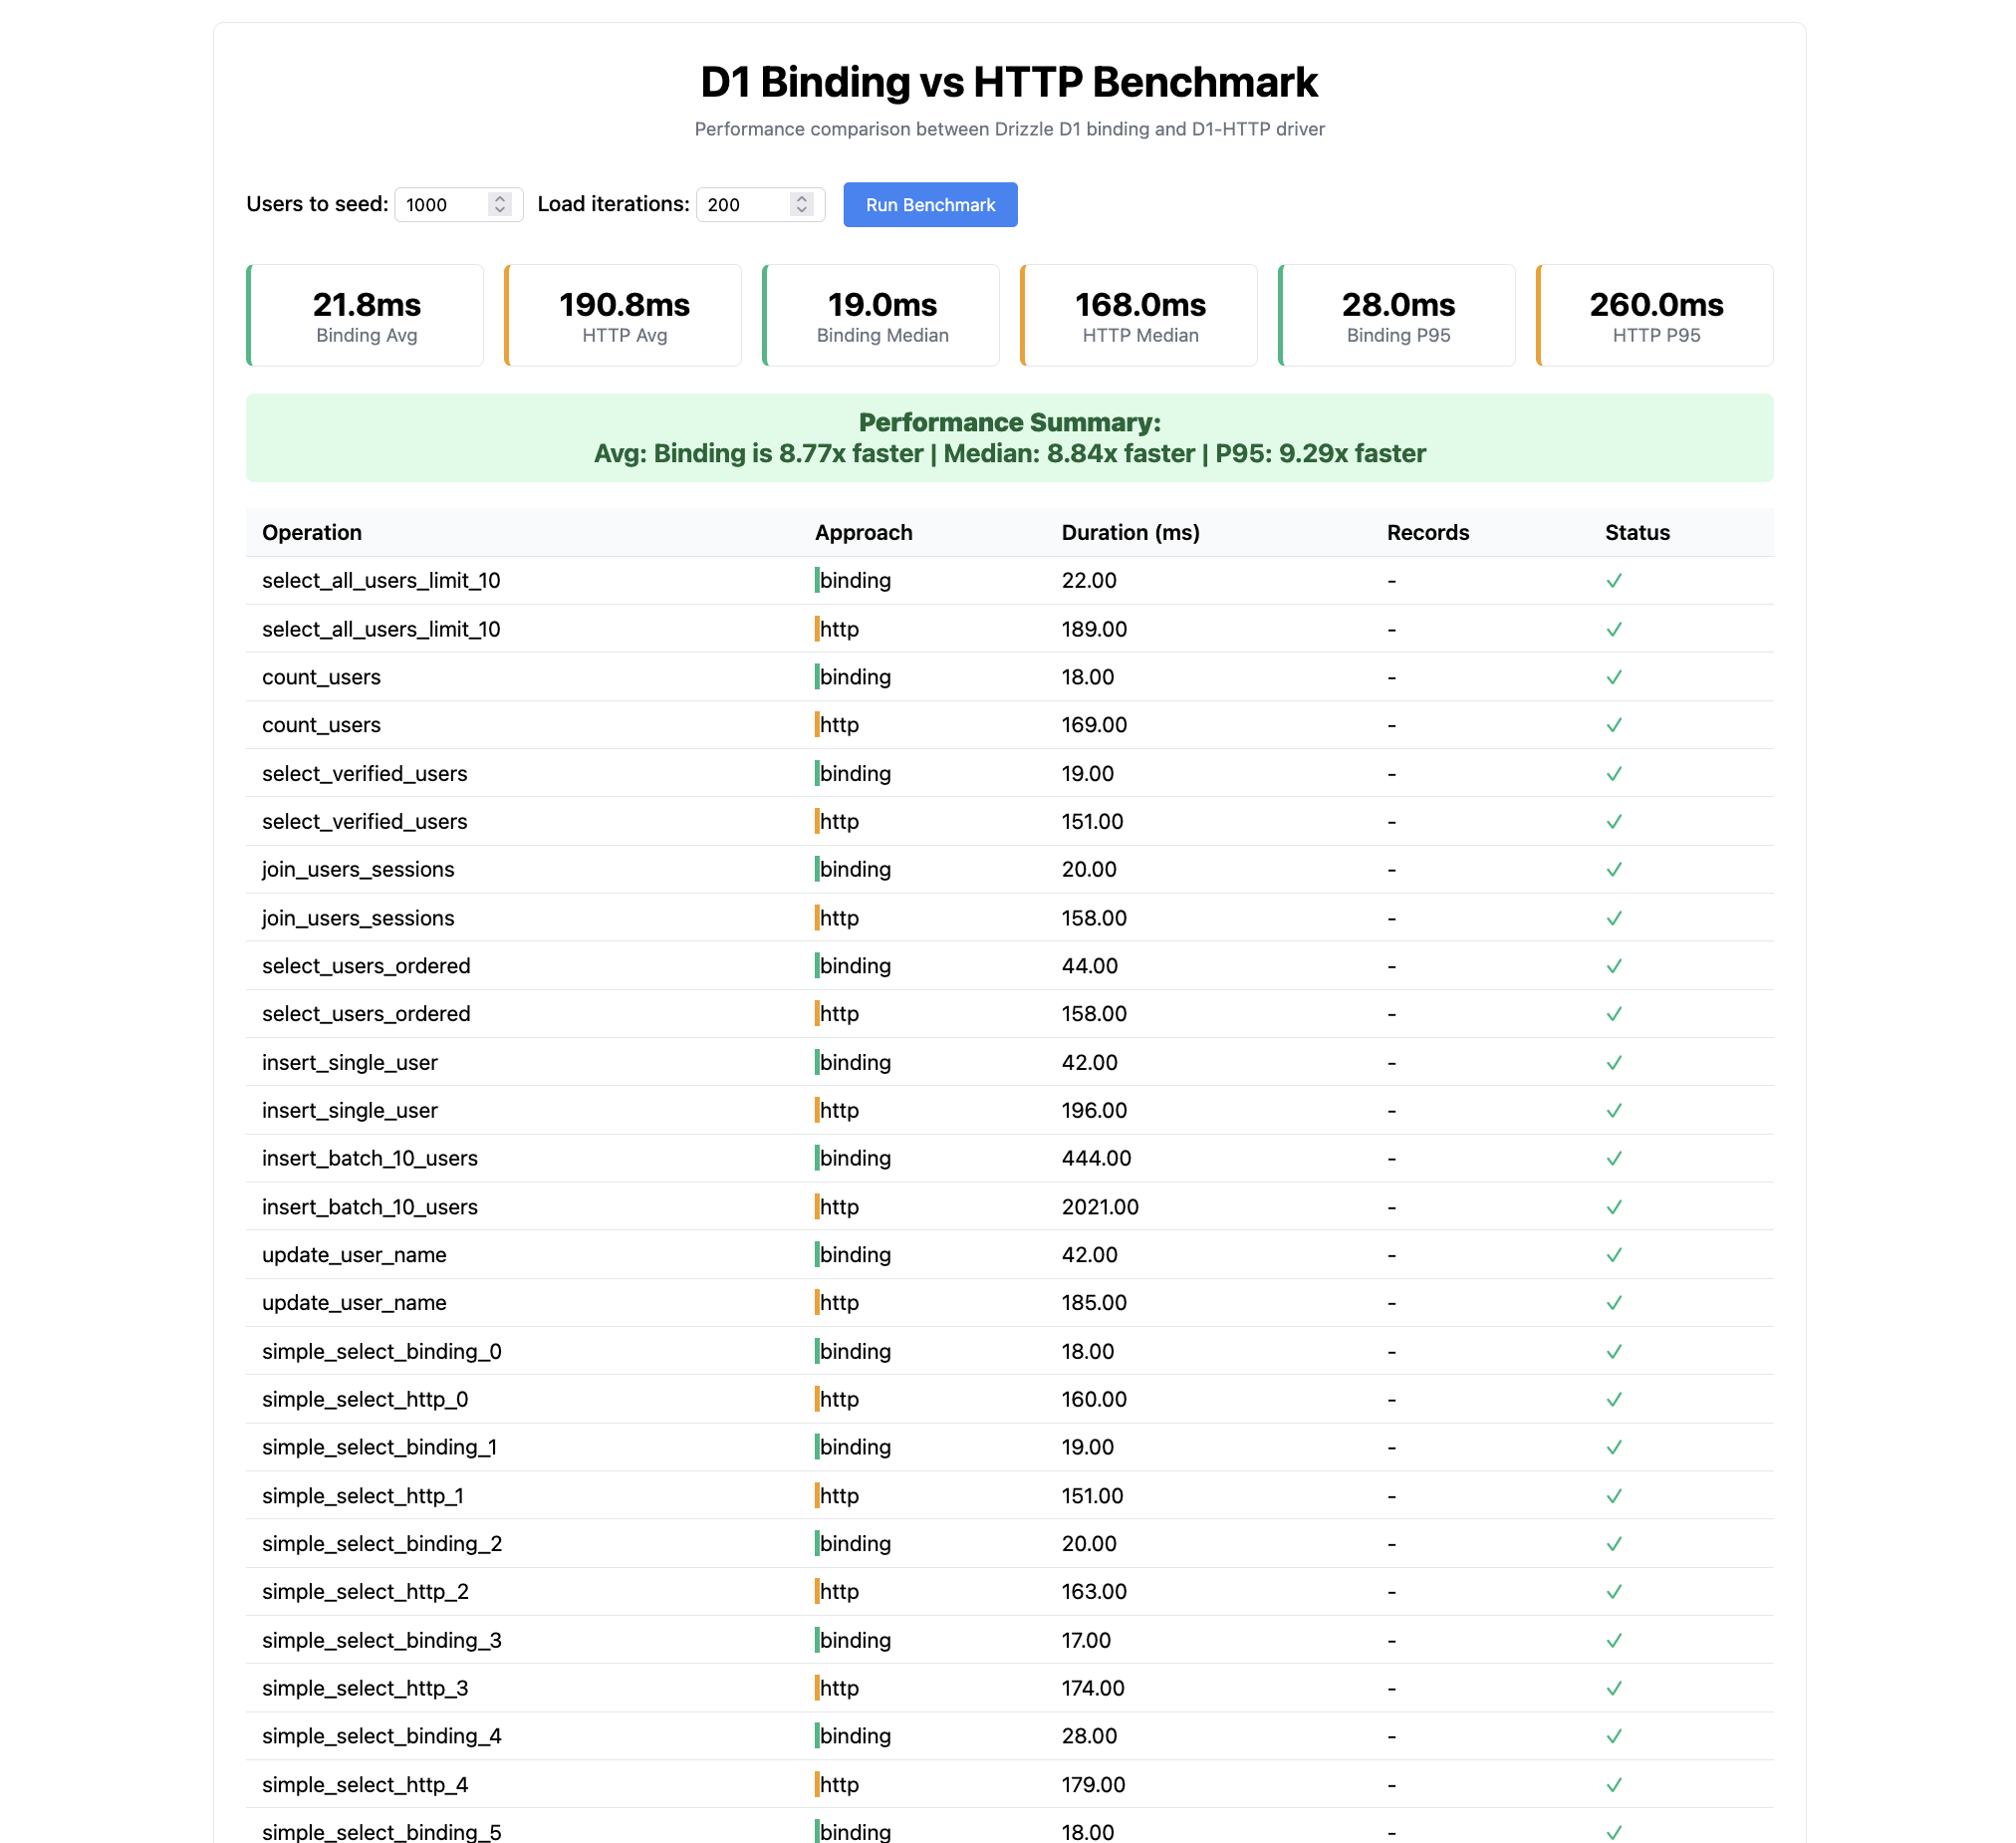 D1 Binding vs HTTP Benchmark
Performance comparison between Drizzle D1 binding and D1-HTTP driver
Users to seed: 1000 Load iterations: 200 Run Benchmark
21.8ms 190.8ms 19.0ms 168.0ms 28.0ms 260.0ms
Binding Avg HTTP Avg Binding Median HTTP Median Binding P95 HTTP P95
Performance Summary:
Avg: Binding is 8.77x faster | Median: 8.84x faster | P95: 9.29x faster
Operation Approach Duration (ms) Records Status
select_all_users_limit_10 binding 22.00 - ✓
select_all_users_limit_10 http 189.00 - ✓
count_users binding 18.00 - ✓
count_users http 169.00 - ✓
select_verified_users binding 19.00 - ✓
select_verified_users http 151.00 - ✓
join_users_sessions binding 20.00 - ✓
join_users_sessions http 158.00 - ✓
select_users_ordered binding 44.00 - ✓
select_users_ordered http 158.00 - ✓
insert_single_user binding 42.00 - ✓
insert_single_user http 196.00 - ✓
insert_batch_10_users binding 444.00 - ✓
insert_batch_10_users http 2021.00 - ✓
update_user_name binding 42.00 - ✓
update_user_name http 185.00 - ✓
simple_select_binding_0 binding 18.00 - ✓
simple_select_http_0 http 160.00 - ✓
simple_select_binding_1 binding 19.00 - ✓
simple_select_http_1 http 151.00 - ✓
simple_select_binding_2 binding 20.00 - ✓
simple_select_http_2 http 163.00 - ✓
simple_select_binding_3 binding 17.00 - ✓
simple_select_http_3 http 174.00 - ✓
simple_select_binding_4 binding 28.00 - ✓
simple_select_http_4 http 179.00 - ✓
simple_select_binding_5 binding 18.00 - ✓